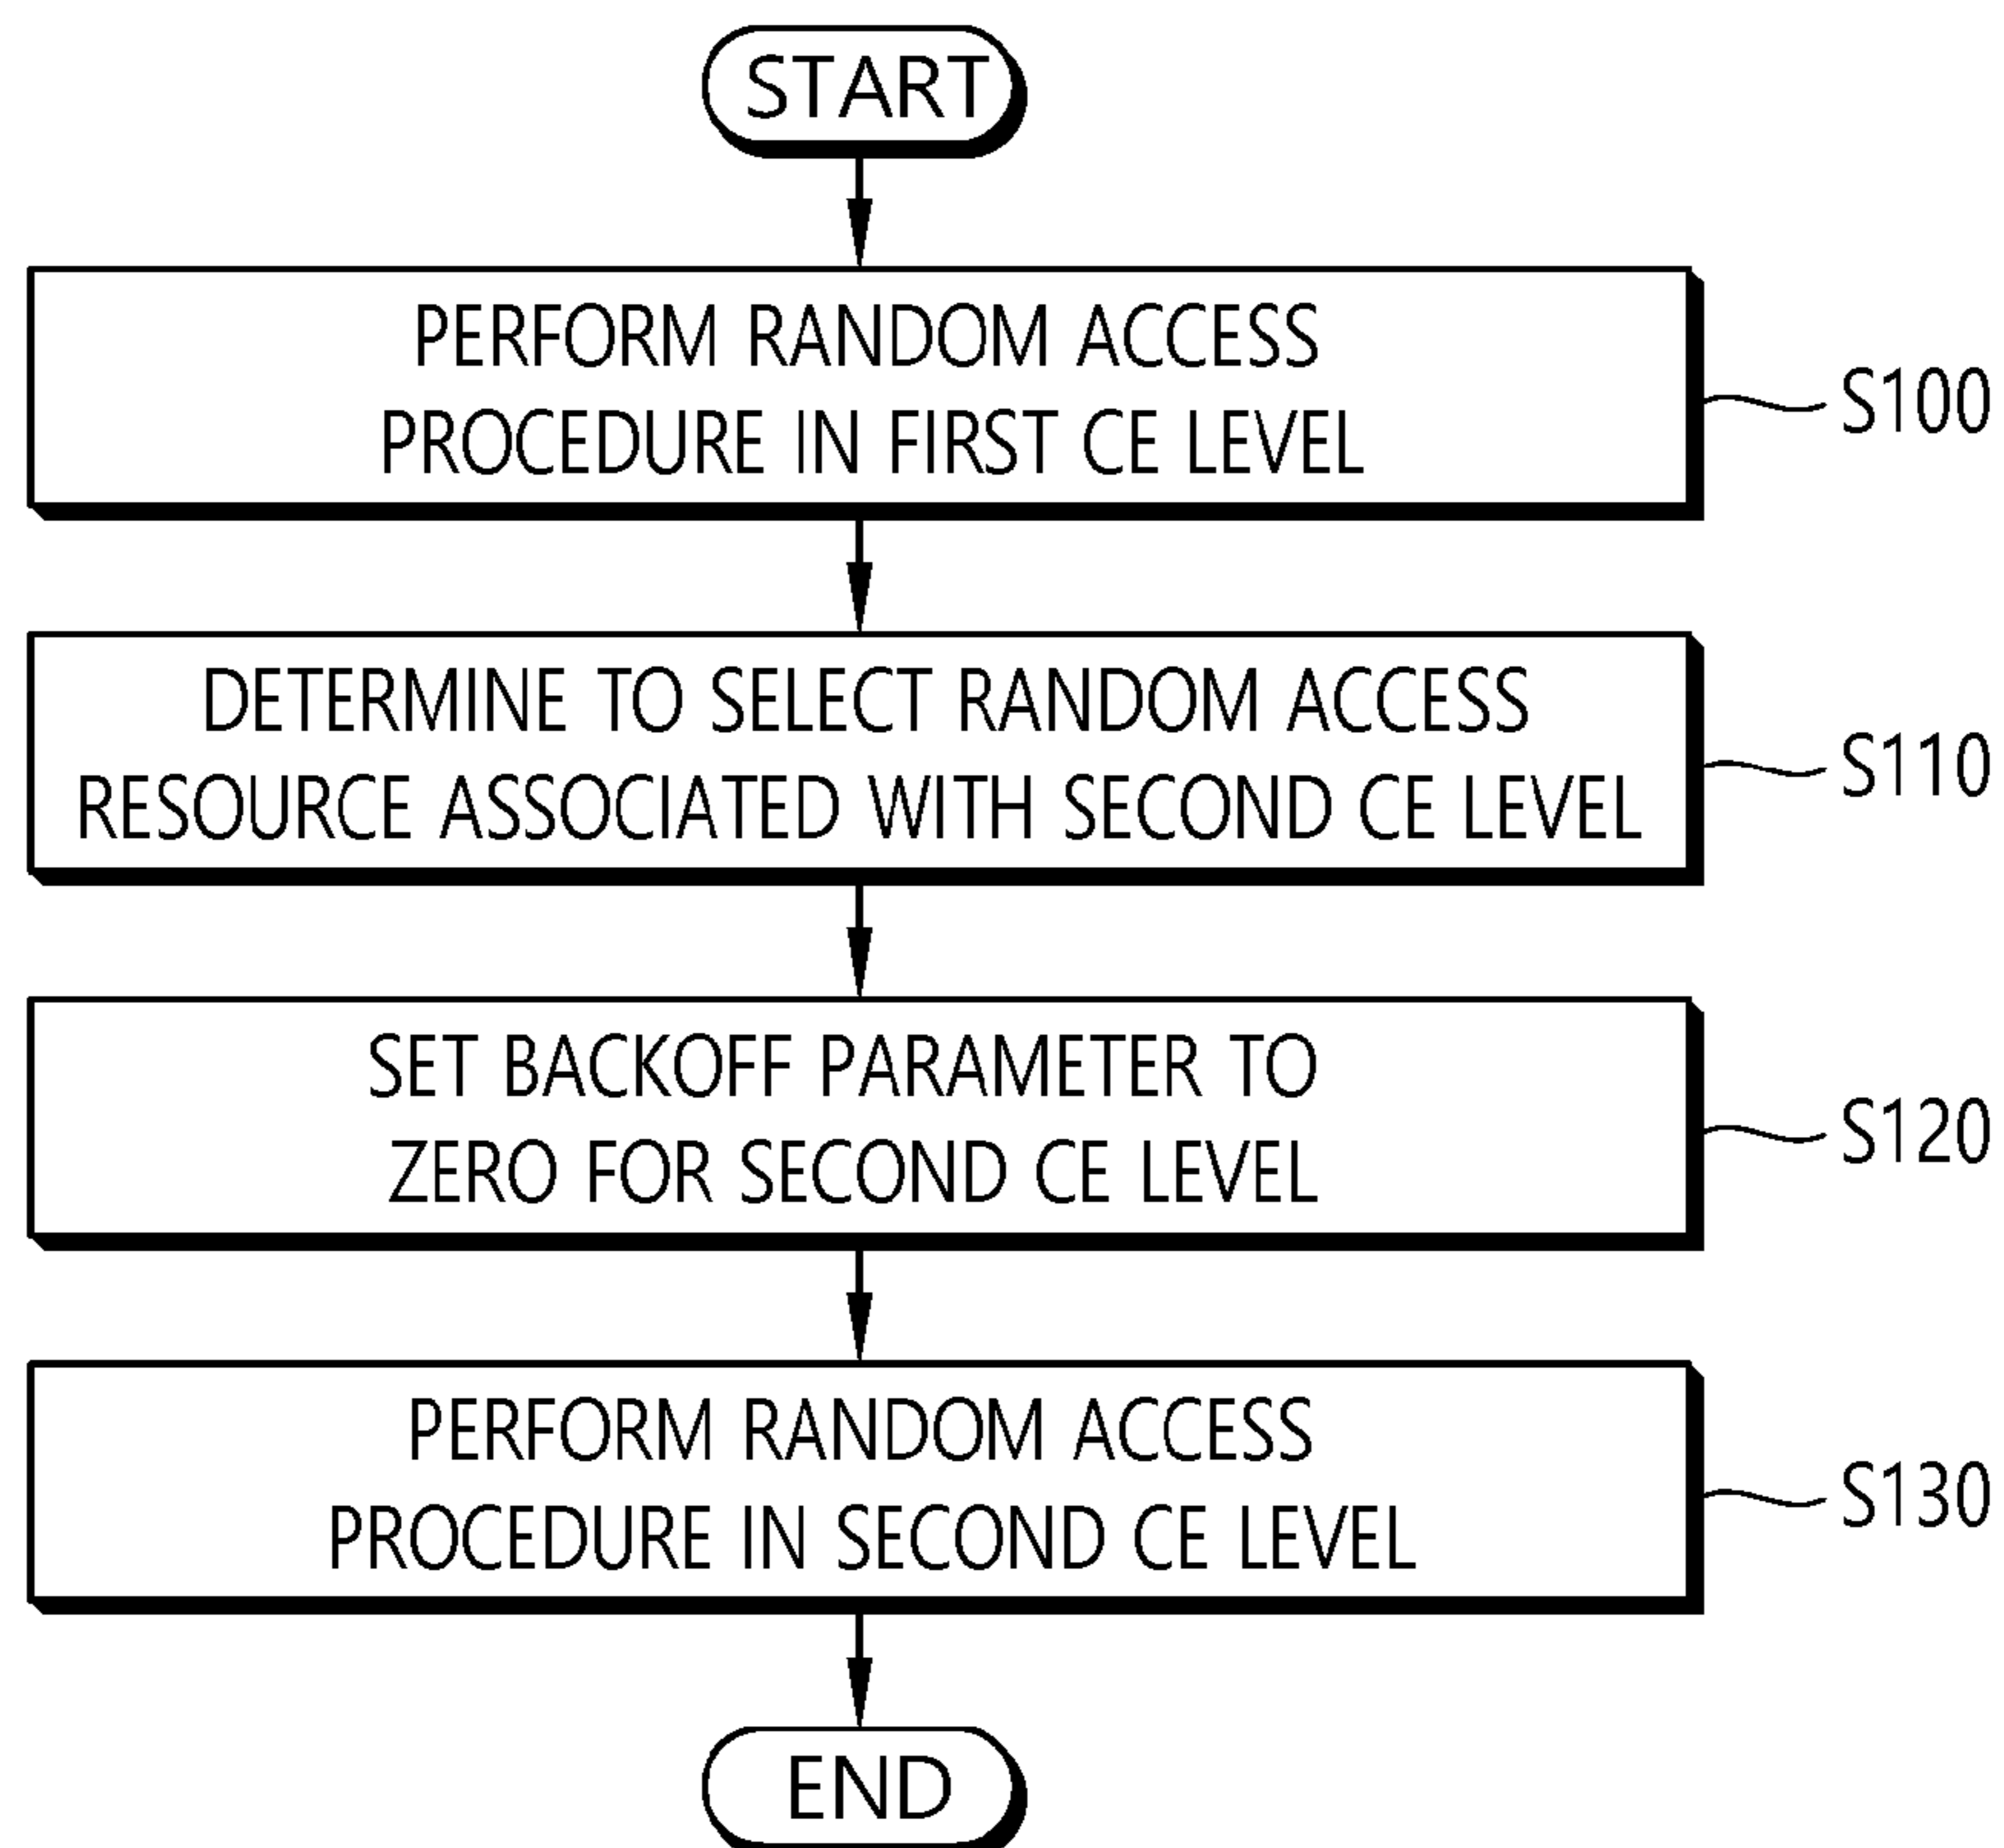 START
PERFORM RANDOM ACCESS
PROCEDURE IN FIRST CE LEVEL
S100
DETERMINE TO SELECT RANDOM ACCESS
RESOURCE ASSOCIATED WITH SECOND CE LEVEL
S110
SET BACKOFF PARAMETER TO
ZERO FOR SECOND CE LEVEL
S120
PERFORM RANDOM ACCESS
PROCEDURE IN SECOND CE LEVEL
S130
END